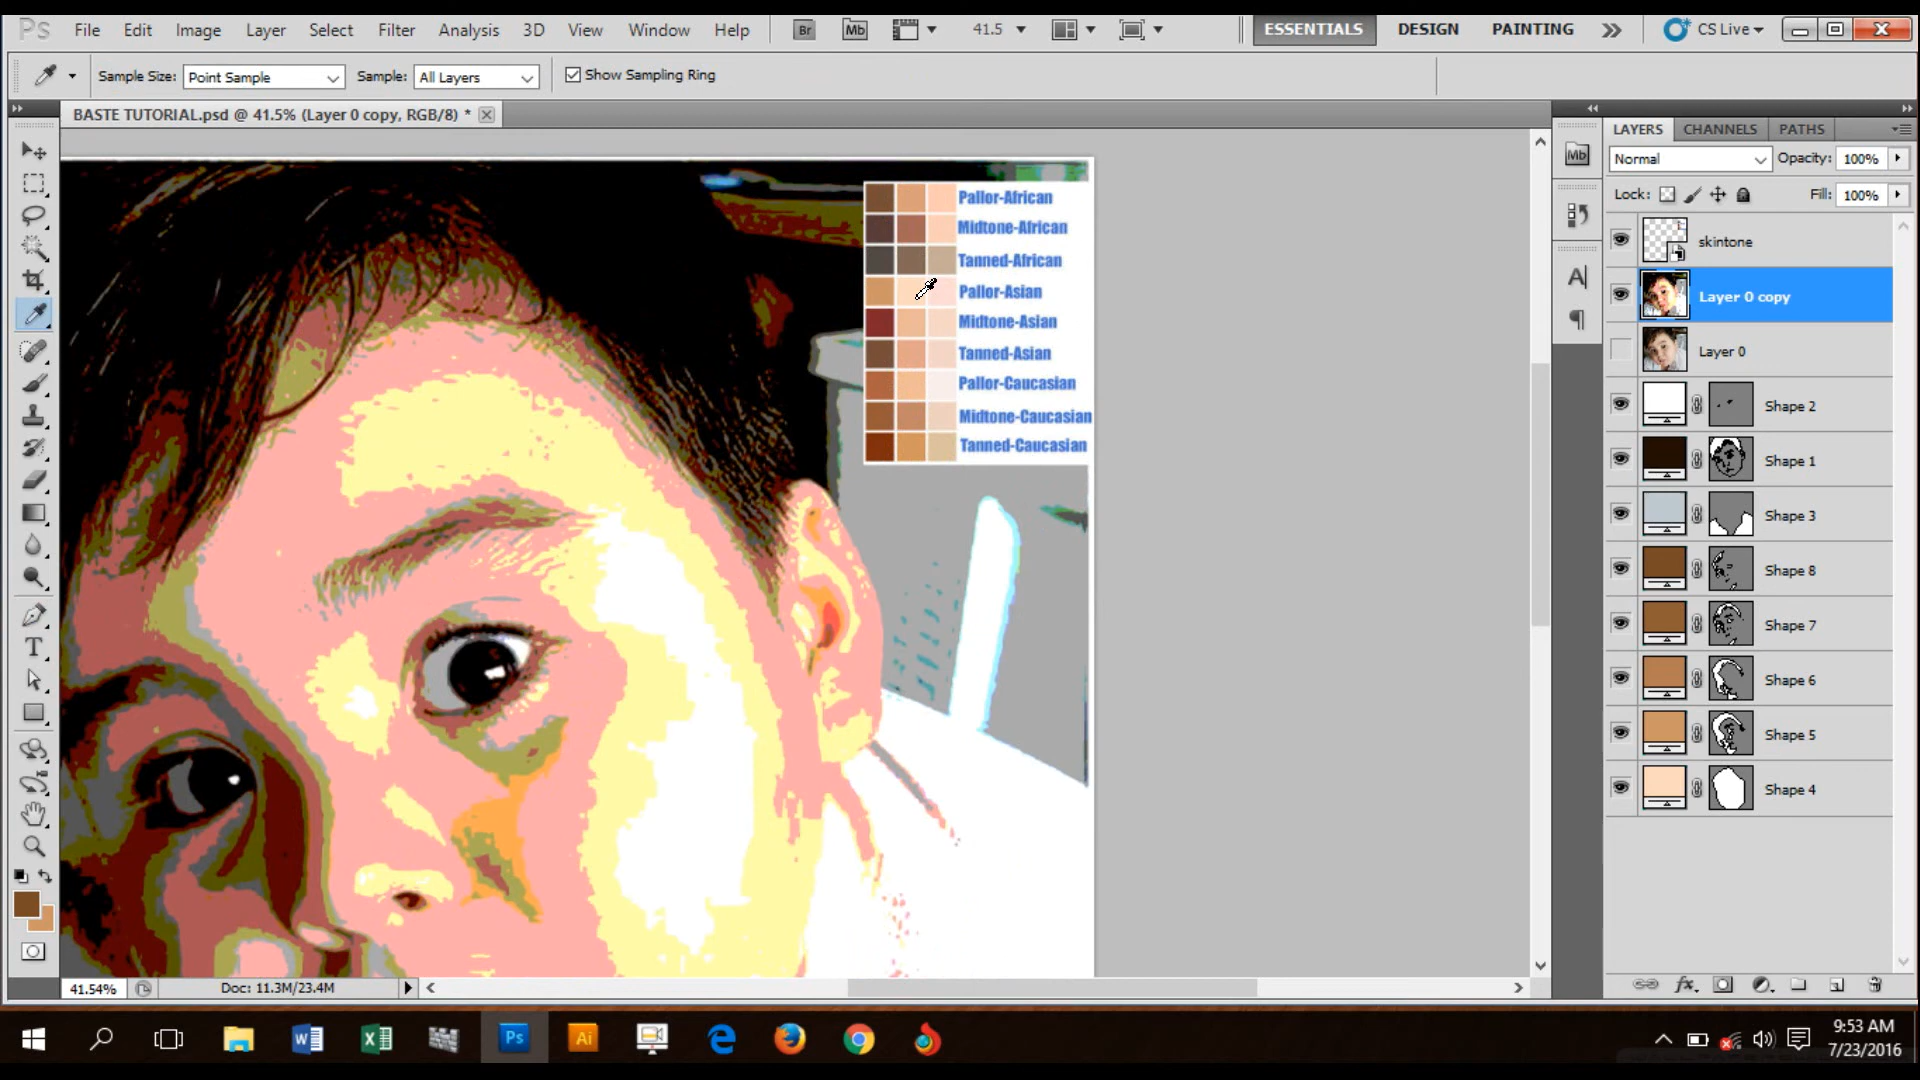 Ps File Edit Image Layer Select Filter Analysis 3D View Window Help Br Mb 41.5 ESSENTIALS DESIGN PAINTING CS Live
Sample Size: Point Sample Sample: All Layers Show Sampling Ring
BASTE TUTORIAL.psd @ 41.5% (Layer 0 copy, RGB/8) *
LAYERS CHANNELS PATHS
Normal Opacity: 100%
Lock: Fill: 100%
Mb
A
T
Pallor-African
Midtone-African
Tanned-African
Pallor-Asian
Midtone-Asian
Tanned-Asian
Pallor-Caucasian
Midtone-Caucasian
Tanned-Caucasian
skintone
Layer 0 copy
Layer 0
Shape 2
Shape 1
Shape 3
Shape 8
Shape 7
Shape 6
Shape 5
Shape 4
fx
41.54% Doc: 11.3M/23.4M
Ps Ai
9:53 AM
7/23/2016